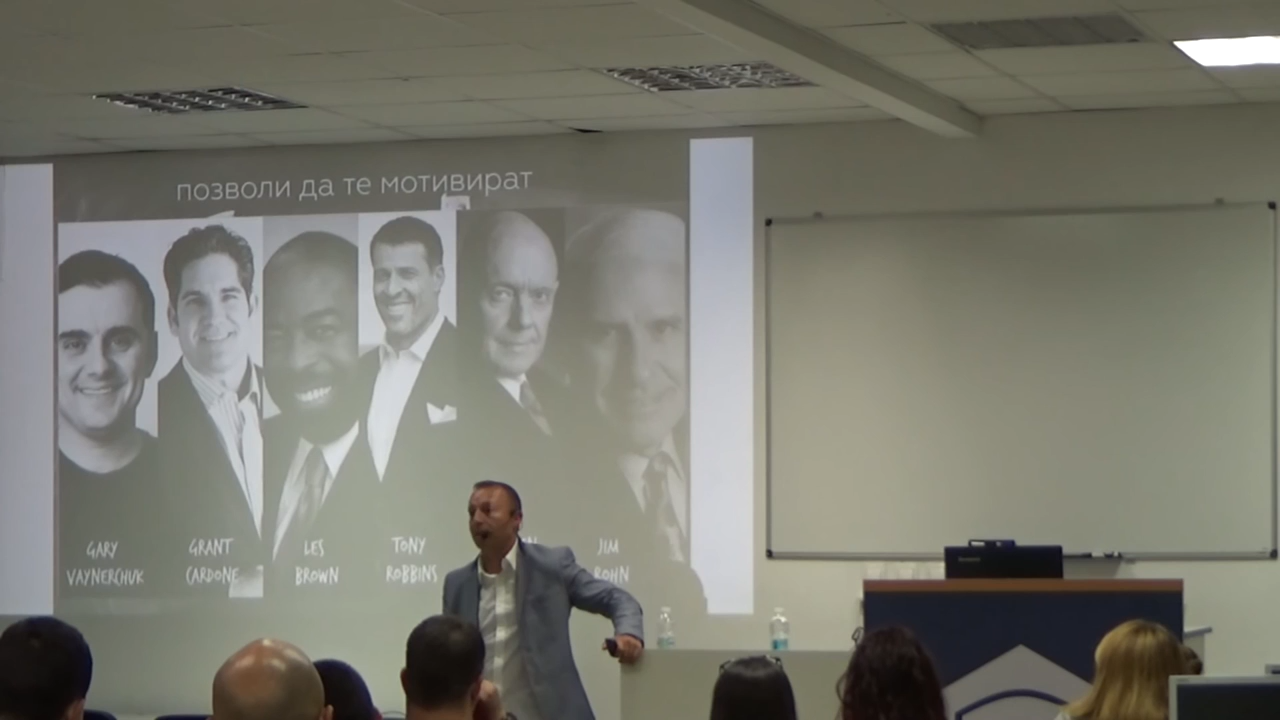 позволи да те мотивират
GARY
VAYNERCHUK
GRANT
CARDONE
LES
BROWN
TONY
ROBBINS
JIM
ROHN